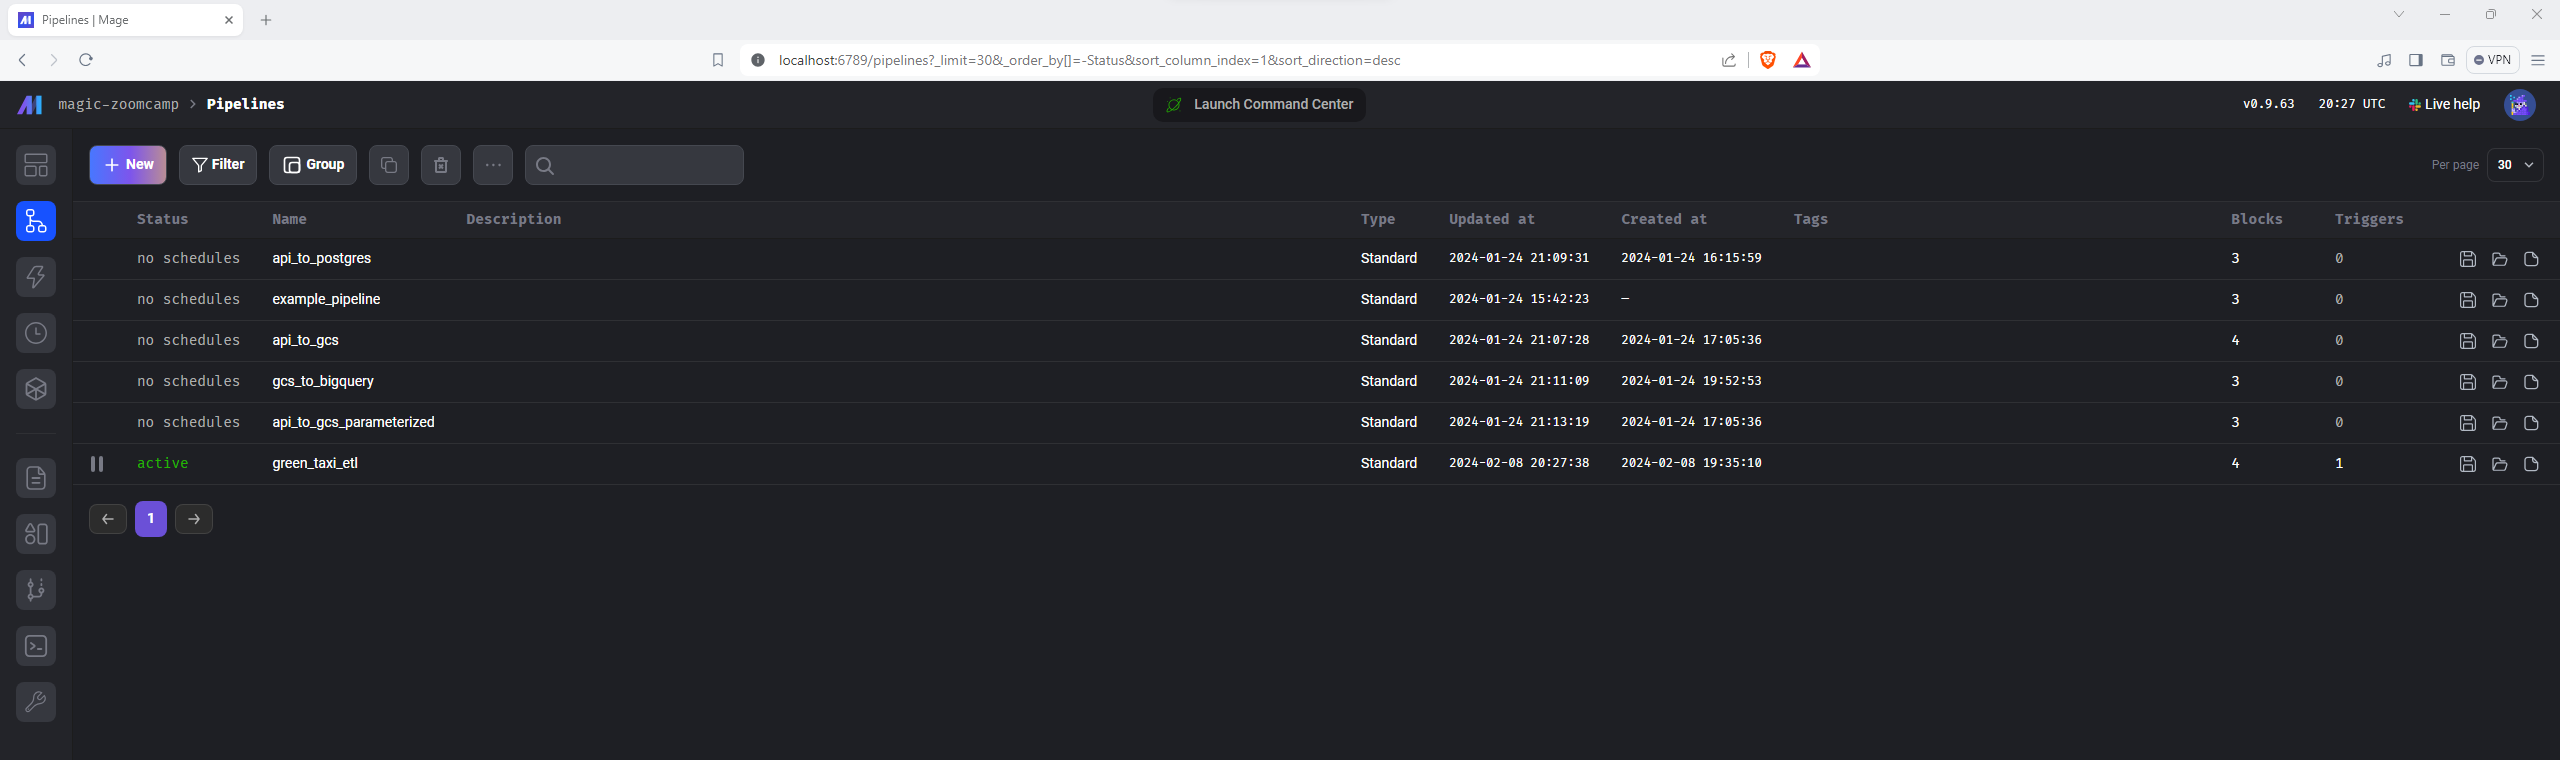 Pipelines | Mage
localhost:6789/pipelines?_limit=30&_order_by[]=-Status&sort_column_index=1&sort_direction=desc
VPN
magic-zoomcamp > Pipelines
Launch Command Center
v0.9.63 20:27 UTC Live help
New Filter Group
Per page 30
Status Name Description Type Updated at Created at Tags Blocks Triggers
no schedules api_to_postgres Standard 2024-01-24 21:09:31 2024-01-24 16:15:59 3 0
no schedules example_pipeline Standard 2024-01-24 15:42:23 — 3 0
no schedules api_to_gcs Standard 2024-01-24 21:07:28 2024-01-24 17:05:36 4 0
no schedules gcs_to_bigquery Standard 2024-01-24 21:11:09 2024-01-24 19:52:53 3 0
no schedules api_to_gcs_parameterized Standard 2024-01-24 21:13:19 2024-01-24 17:05:36 3 0
active green_taxi_etl Standard 2024-02-08 20:27:38 2024-02-08 19:35:10 4 1
1